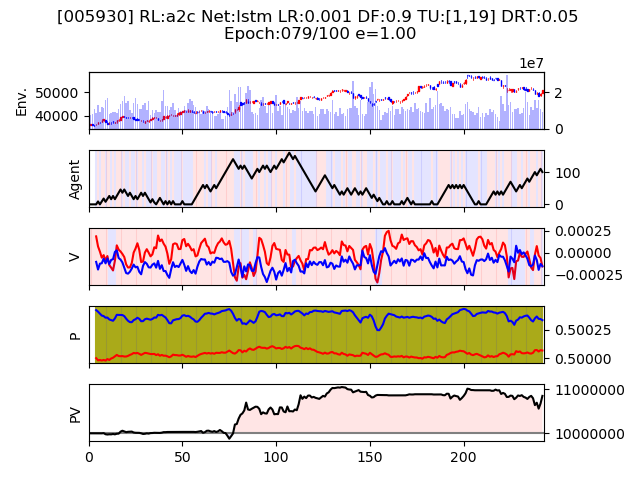 [005930] RL:a2c Net:lstm LR:0.001 DF:0.9 TU:[1,19] DRT:0.05
Epoch:079/100 e=1.00
1e7
Env.
50000
40000
2
0
Agent
100
0
V
0.00025
0.00000
−0.00025
P
0.50025
0.50000
PV
11000000
10000000
0 50 100 150 200